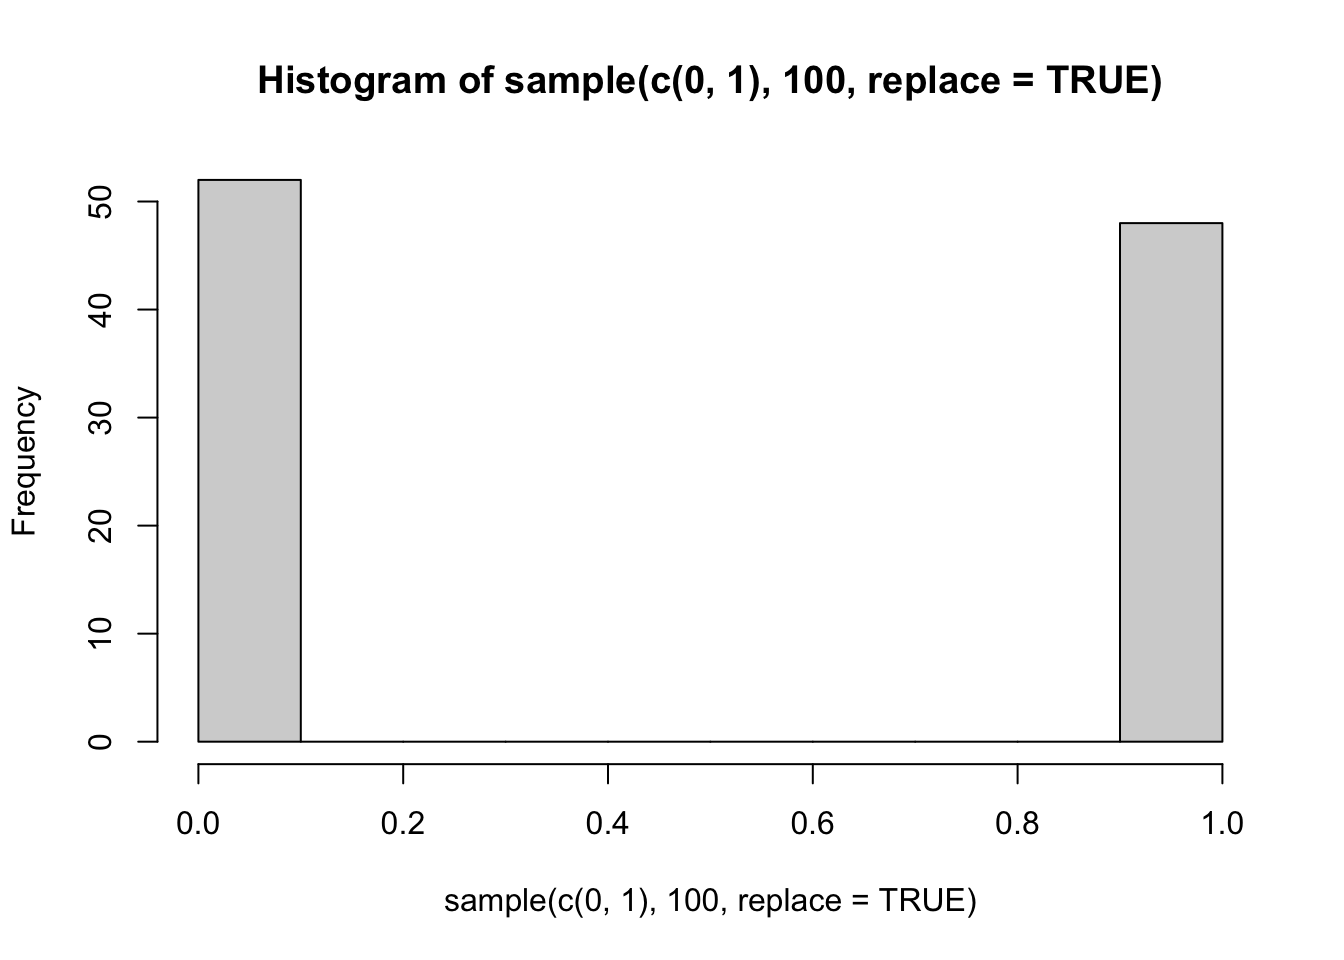 Histogram of sample(c(0, 1), 100, replace = TRUE)
Frequency
50
40
30
20
10
0
0.0 0.2 0.4 0.6 0.8 1.0
sample(c(0, 1), 100, replace = TRUE)